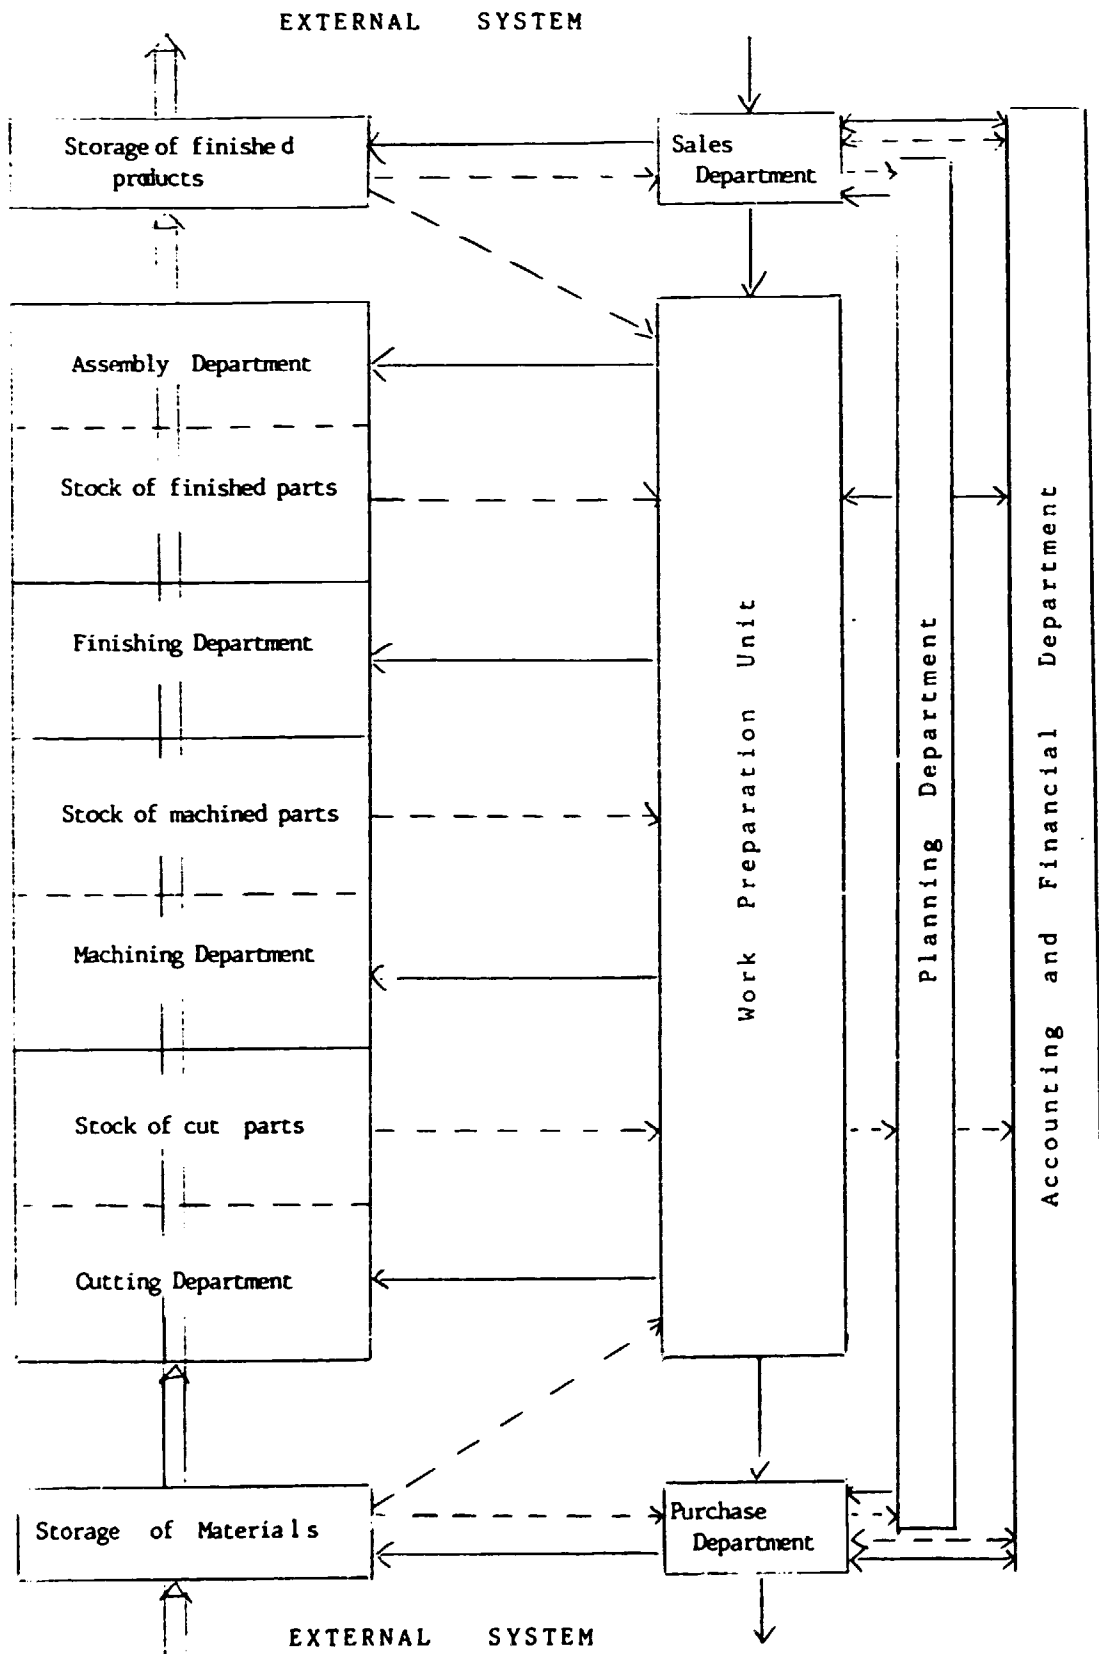 EXTERNAL SYSTEM
Storage of finished
products
Sales
Department
Assembly Department
Stock of finished parts
Finishing Department
Stock of machined parts
Machining Department
Stock of cut parts
Cutting Department
Work Preparation Unit
Planning Department
Accounting and Financial Department
Storage of Materials
Purchase
Department
EXTERNAL SYSTEM